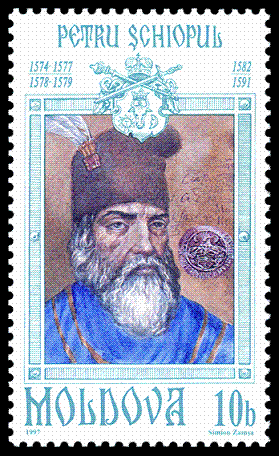 PETRU ŞCHIOPUL
1574-1577 1582
1578-1579 1591
MOLDOVA 10b
1997 Simion Zamşa